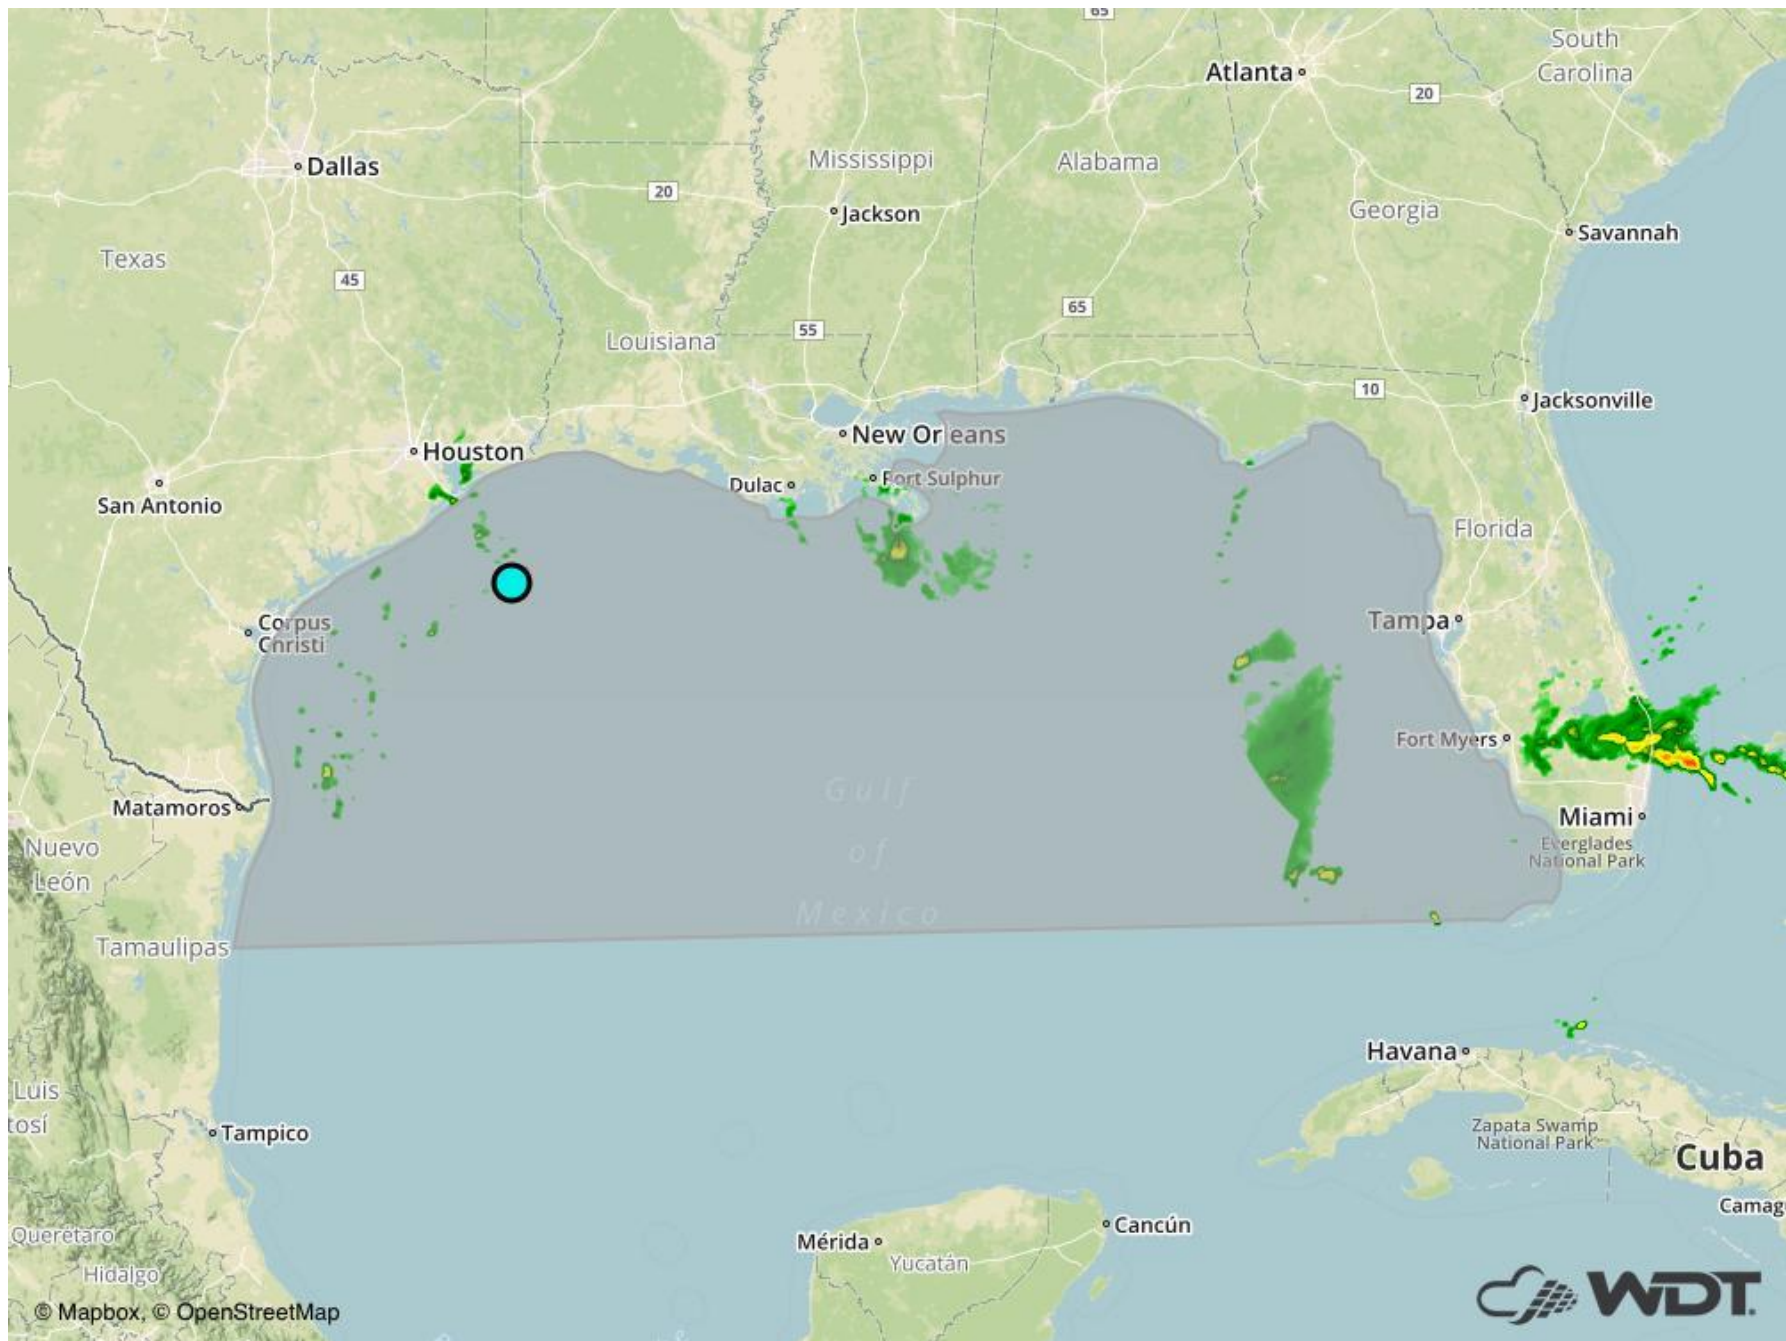 65
South
Carolina
Atlanta
20
Dallas
Mississippi
Alabama
20
Jackson
Georgia
Savannah
Texas
45
65
55
Louisiana
10
Jacksonville
New Orleans
Houston
Dulac
Port Sulphur
San Antonio
Florida
Corpus
Christi
Tampa
Fort Myers
Gulf
of
Mexico
Matamoros
Miami
Everglades
National Park
Nuevo
León
Tamaulipas
Havana
Luis
tosí
Tampico
Zapata Swamp
National Park
Cuba
Camag
Cancún
Mérida
Yucatán
Querétaro
Hidalgo
WDT
© Mapbox, © OpenStreetMap